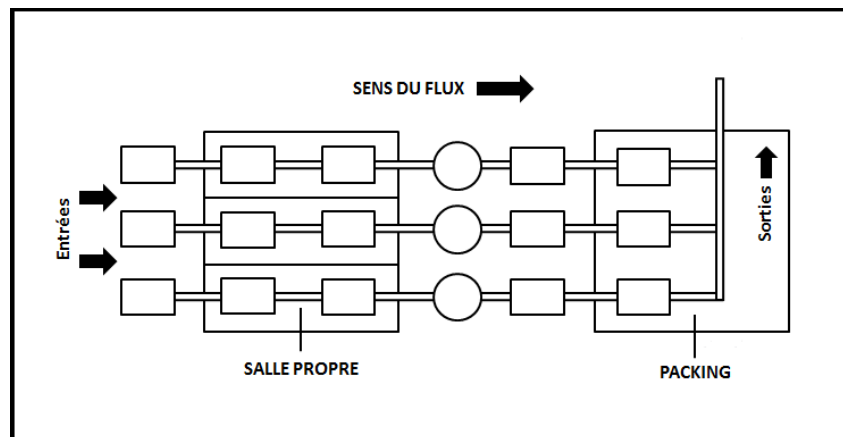 SENS DU FLUX
Entrées
Sorties
SALLE PROPRE
PACKING